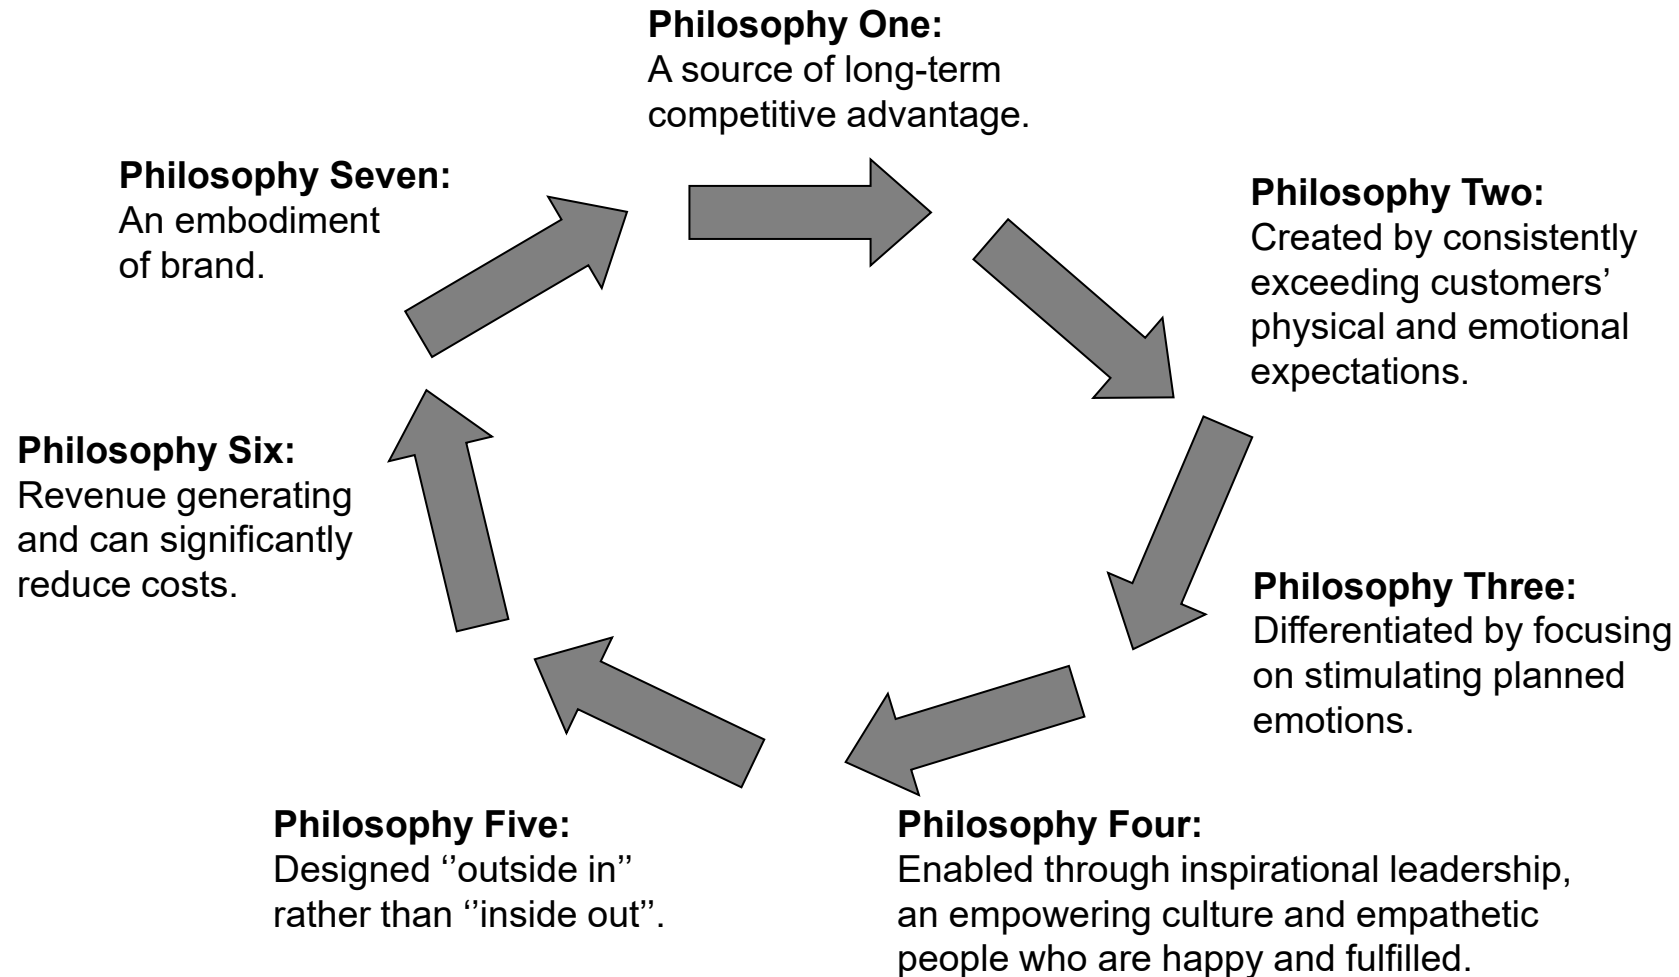 Philosophy One:
A source of long-term
competitive advantage.
Philosophy Two:
Created by consistently
exceeding customers’
physical and emotional
expectations.
Philosophy Three:
Differentiated by focusing
on stimulating planned
emotions.
Philosophy Four:
Enabled through inspirational leadership,
an empowering culture and empathetic
people who are happy and fulfilled.
Philosophy Five:
Designed ‘’outside in’’
rather than ‘’inside out’’.
Philosophy Six:
Revenue generating
and can significantly
reduce costs.
Philosophy Seven:
An embodiment
of brand.